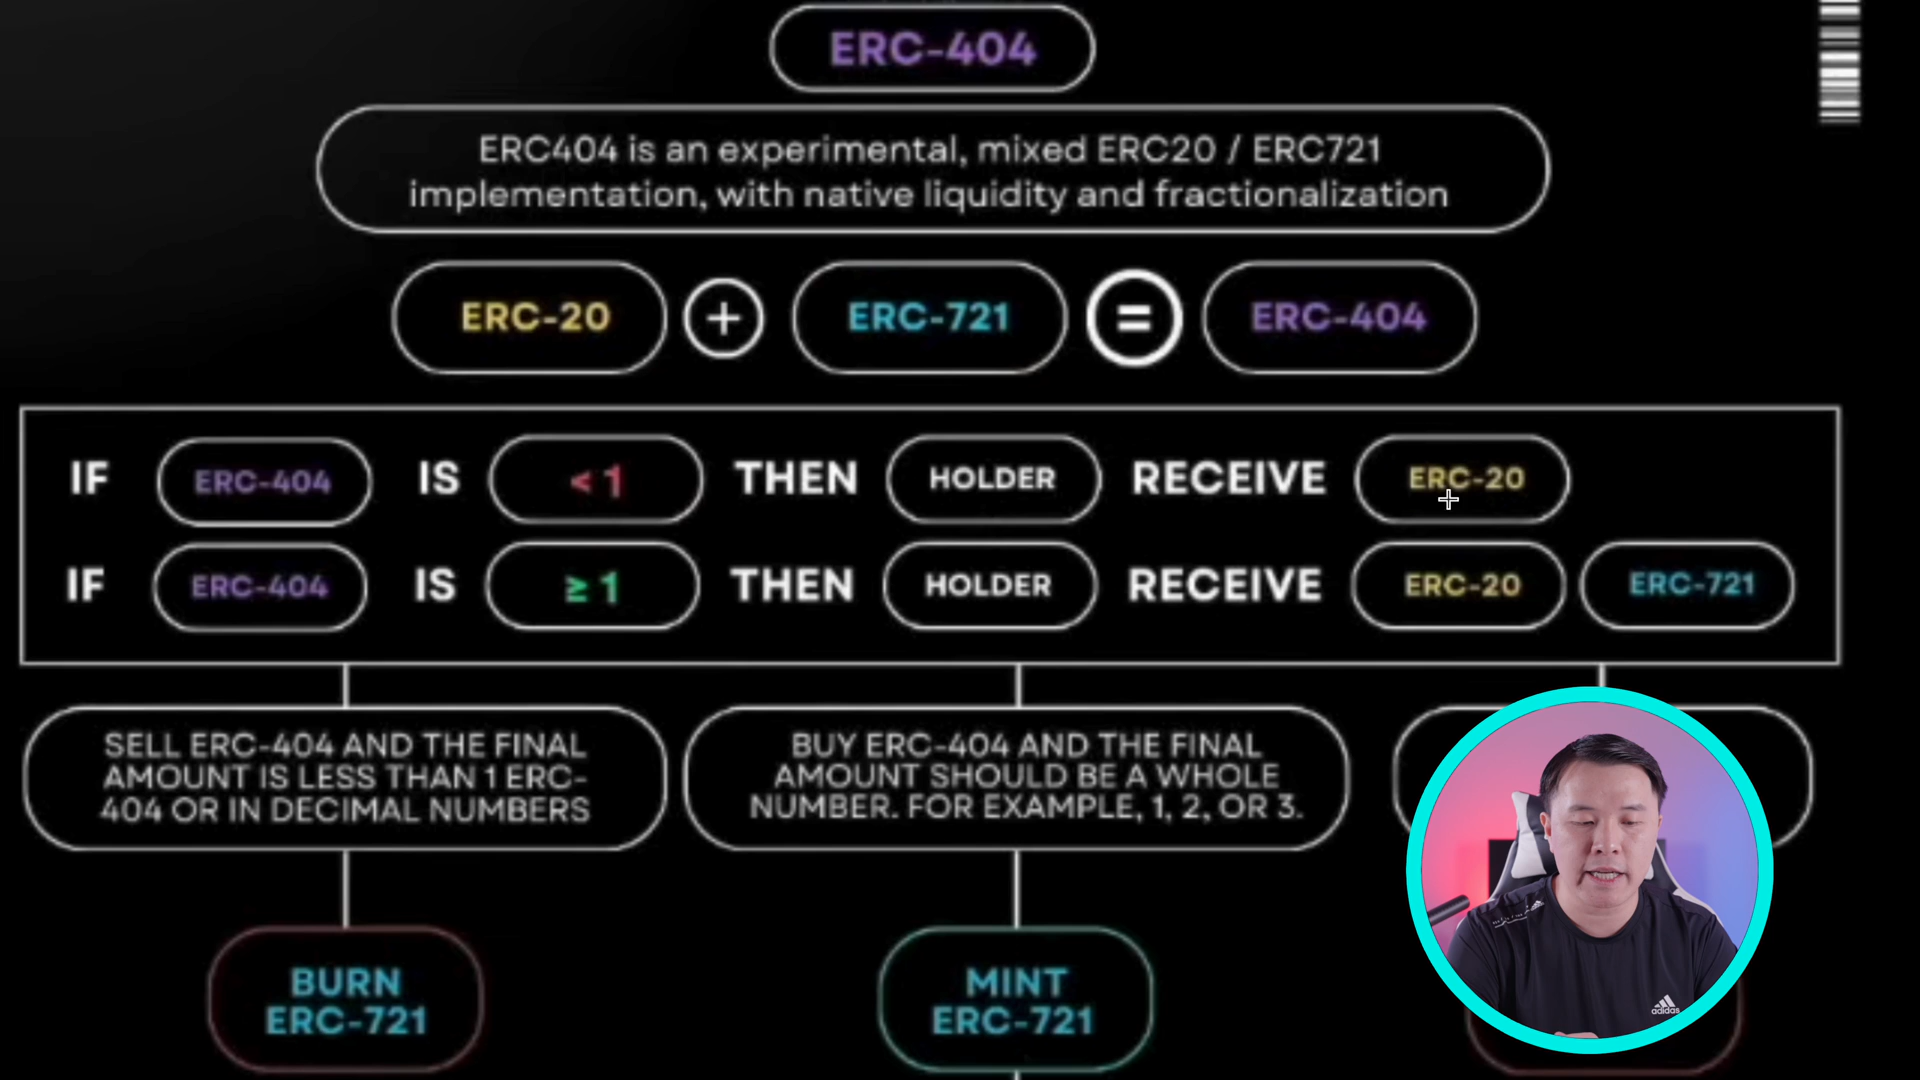 ERC-404
ERC404 is an experimental, mixed ERC20 / ERC721
implementation, with native liquidity and fractionalization
ERC-20 + ERC-721 = ERC-404
IF ERC-404 IS < 1 THEN HOLDER RECEIVE ERC-20
IF ERC-404 IS ≥ 1 THEN HOLDER RECEIVE ERC-20 ERC-721
SELL ERC-404 AND THE FINAL
AMOUNT IS LESS THAN 1 ERC-
404 OR IN DECIMAL NUMBERS
BUY ERC-404 AND THE FINAL
AMOUNT SHOULD BE A WHOLE
NUMBER. FOR EXAMPLE, 1, 2, OR 3.
BURN
ERC-721
MINT
ERC-721
adidas